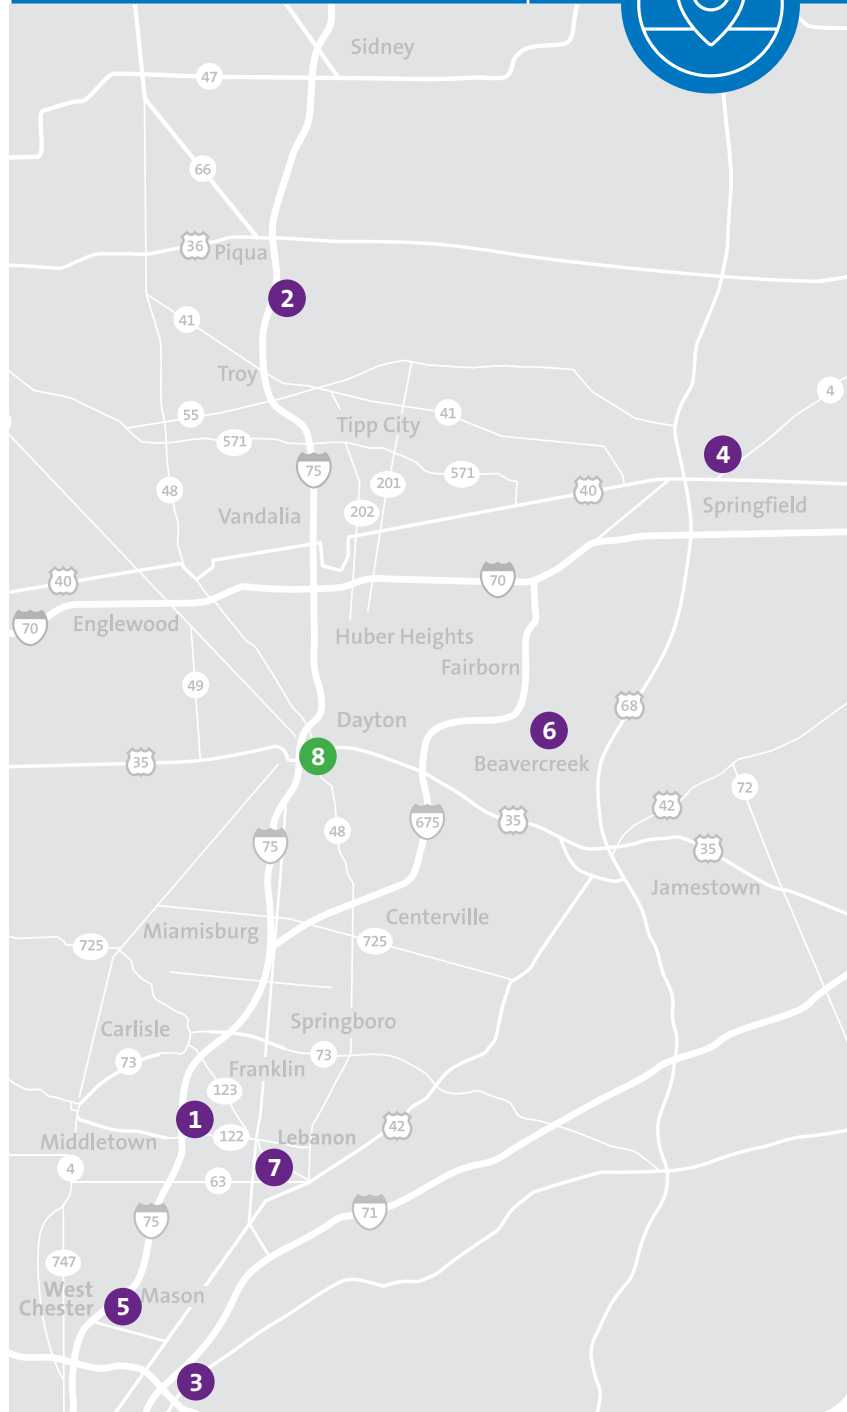 Sidney
47
66
36
Piqua
2
41
Troy
4
55
41
Tipp City
571
4
75
571
48
201
40
202
Springfield
Vandalia
40
70
70
Englewood
Huber Heights
Fairborn
49
68
Dayton
6
8
35
Beavercreek
72
42
675
35
48
75
35
Jamestown
Centerville
Miamisburg
725
725
Springboro
Carlisle
73
73
Franklin
123
1
42
122
Lebanon
Middletown
7
4
63
71
75
747
West
Chester
5
Mason
3